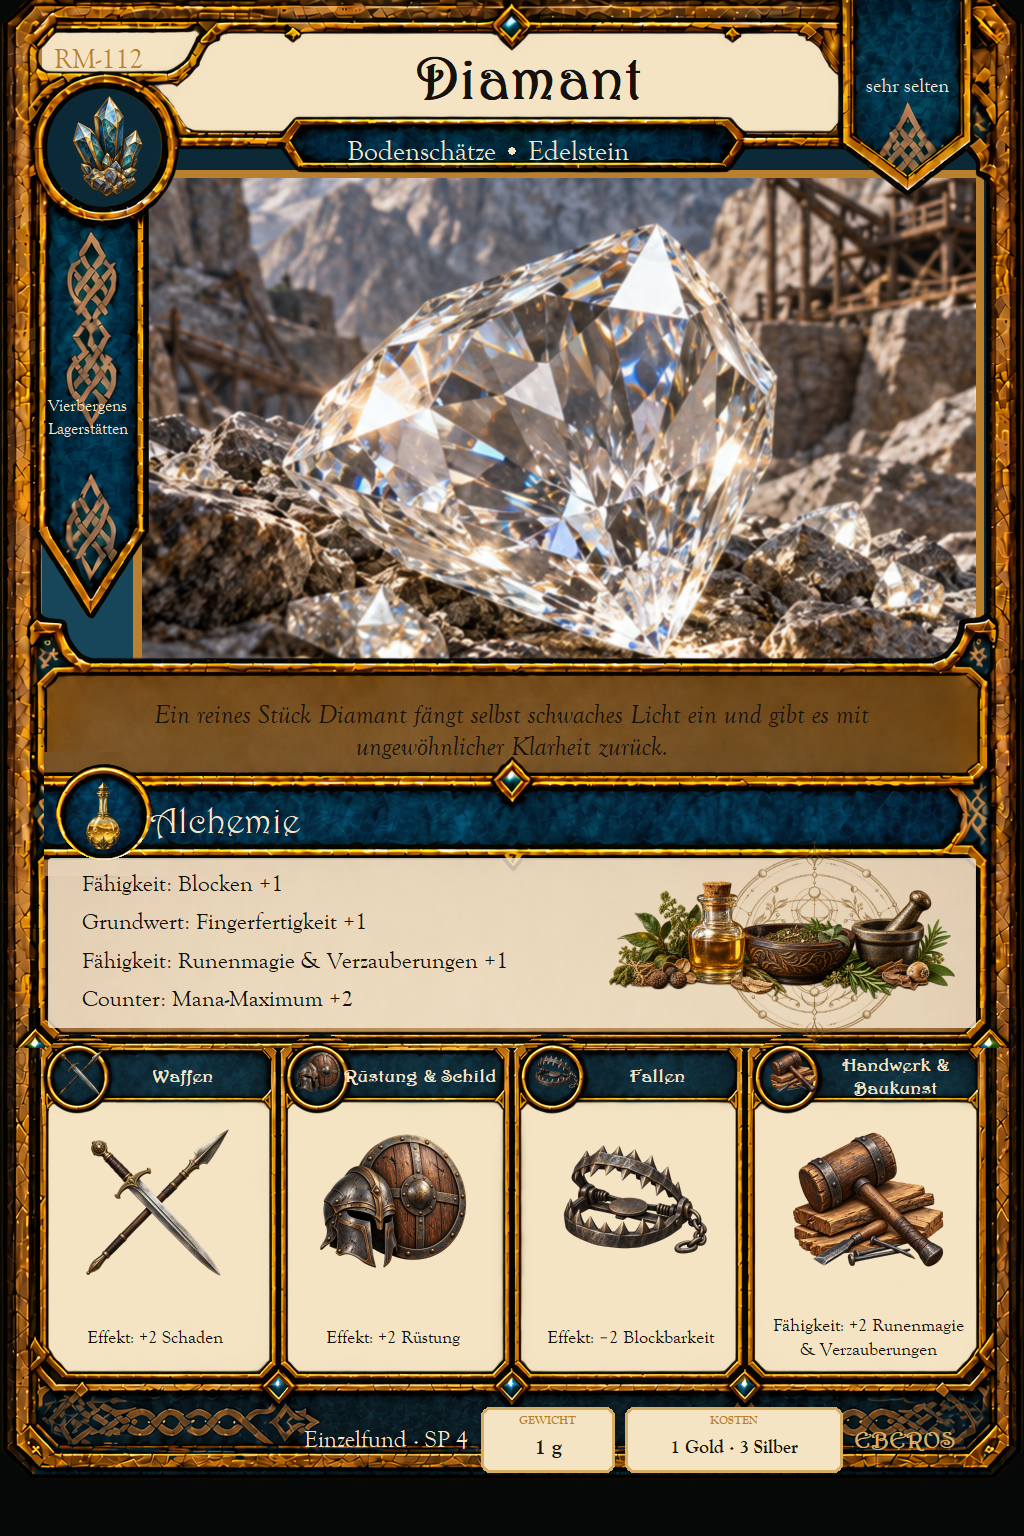 RM-112
Diamant
sehr selten
Bodenschätze • Edelstein
Vierbergens
Lagerstätten
Ein reines Stück Diamant fängt selbst schwaches Licht ein und gibt es mit
ungewöhnlicher Klarheit zurück.
Alchemie
Fähigkeit: Blocken +1
Grundwert: Fingerfertigkeit +1
Fähigkeit: Runenmagie & Verzauberungen +1
Counter: Mana-Maximum +2
Waffen
Effekt: +2 Schaden
Rüstung & Schild
Effekt: +2 Rüstung
Fallen
Effekt: −2 Blockbarkeit
Handwerk &
Baukunst
Fähigkeit: +2 Runenmagie
& Verzauberungen
Einzelfund · SP 4
GEWICHT
1 g
KOSTEN
1 Gold · 3 Silber
EBEROS